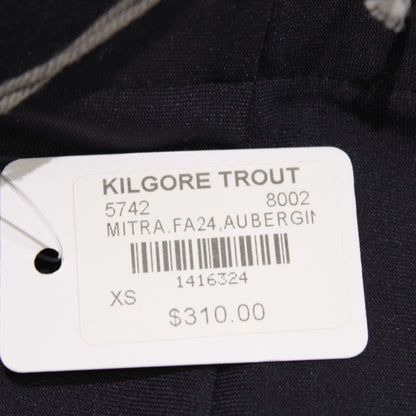 KILGORE TROUT
5742 8002
MITRA.FA24,AUBERGIN
1416324
XS
$310.00